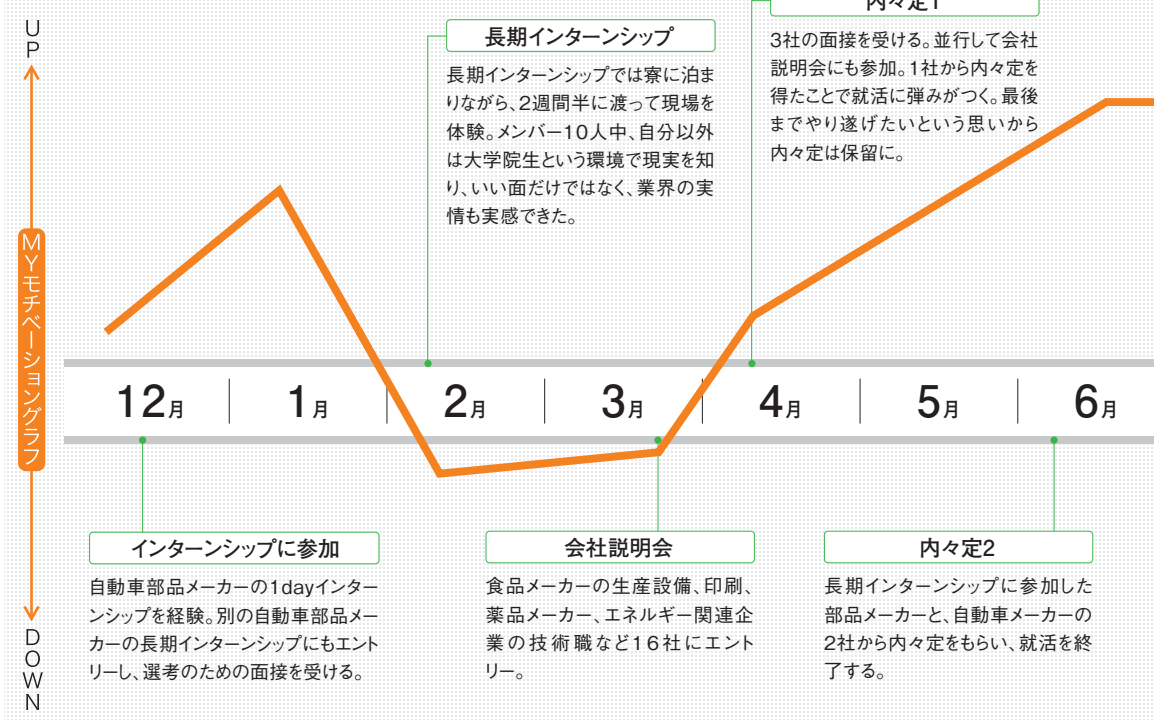 UP
MYモチベーショングラフ
DOWN
長期インターンシップ
長期インターンシップでは寮に泊ま
りながら、2週間半に渡って現場を
体験。メンバー10人中、自分以外
は大学院生という環境で現実を知
り、いい面だけではなく、業界の実
情も実感できた。
内々定1
3社の面接を受ける。並行して会社
説明会にも参加。1社から内々定を
得たことで就活に弾みがつく。最後
までやり遂げたいという思いから
内々定は保留に。
12月
1月
2月
3月
4月
5月
6月
インターンシップに参加
自動車部品メーカーの1dayインター
ンシップを経験。別の自動車部品メー
カーの長期インターンシップにもエント
リーし、選考のための面接を受ける。
会社説明会
食品メーカーの生産設備、印刷、
薬品メーカー、エネルギー関連企
業の技術職など16社にエント
リー。
内々定2
長期インターンシップに参加した
部品メーカーと、自動車メーカーの
2社から内々定をもらい、就活を終
了する。